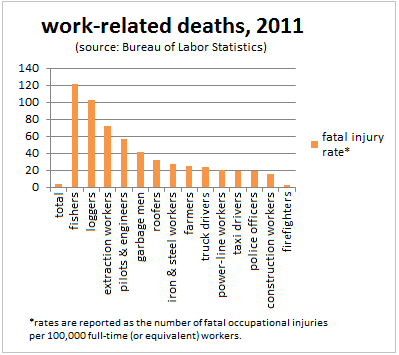 work-related deaths, 2011
(source: Bureau of Labor Statistics)
140
120
100
80
60
40
20
0
total
fishers
loggers
extraction workers
pilots & engineers
garbage men
roofers
iron & steel workers
farmers
truck drivers
power-line workers
taxi drivers
police officers
construction workers
firefighters
fatal injury
rate*
*rates are reported as the number of fatal occupational injuries
per 100,000 full-time (or equivalent) workers.